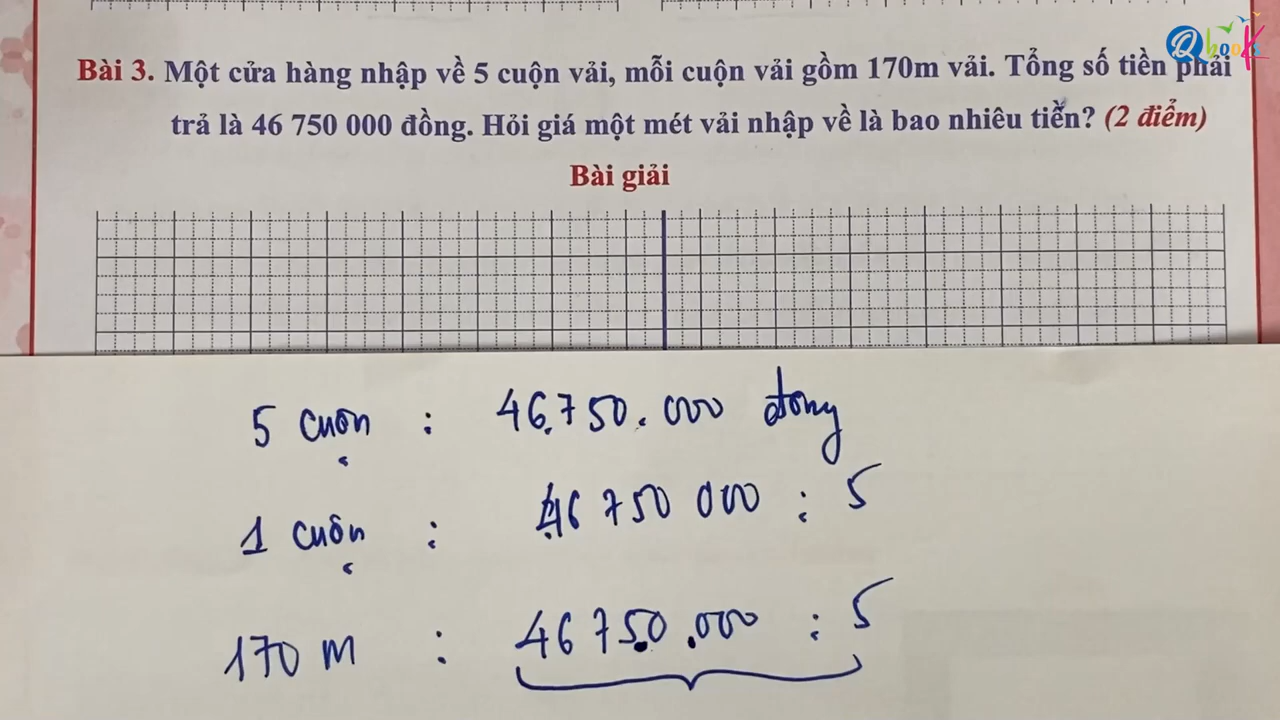 QbooK
Bài 3. Một cửa hàng nhập về 5 cuộn vải, mỗi cuộn vải gồm 170m vải. Tổng số tiền phải
trả là 46 750 000 đồng. Hỏi giá một mét vải nhập về là bao nhiêu tiền? (2 điểm)
Bài giải
5 cuộn : 46.750.000 đong
1 cuộn : 46 750 000 : 5
170 m : 46 750.000 : 5